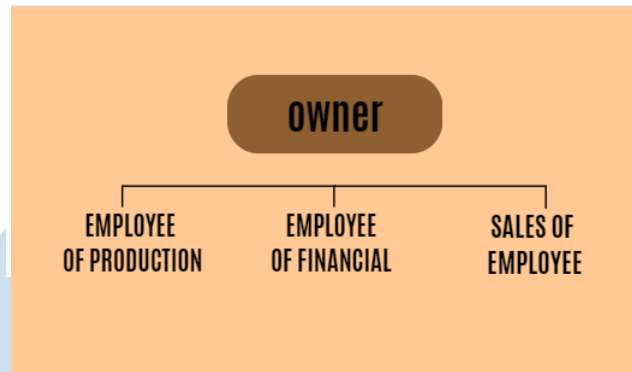 owner
EMPLOYEE
OF PRODUCTION
EMPLOYEE
OF FINANCIAL
SALES OF
EMPLOYEE